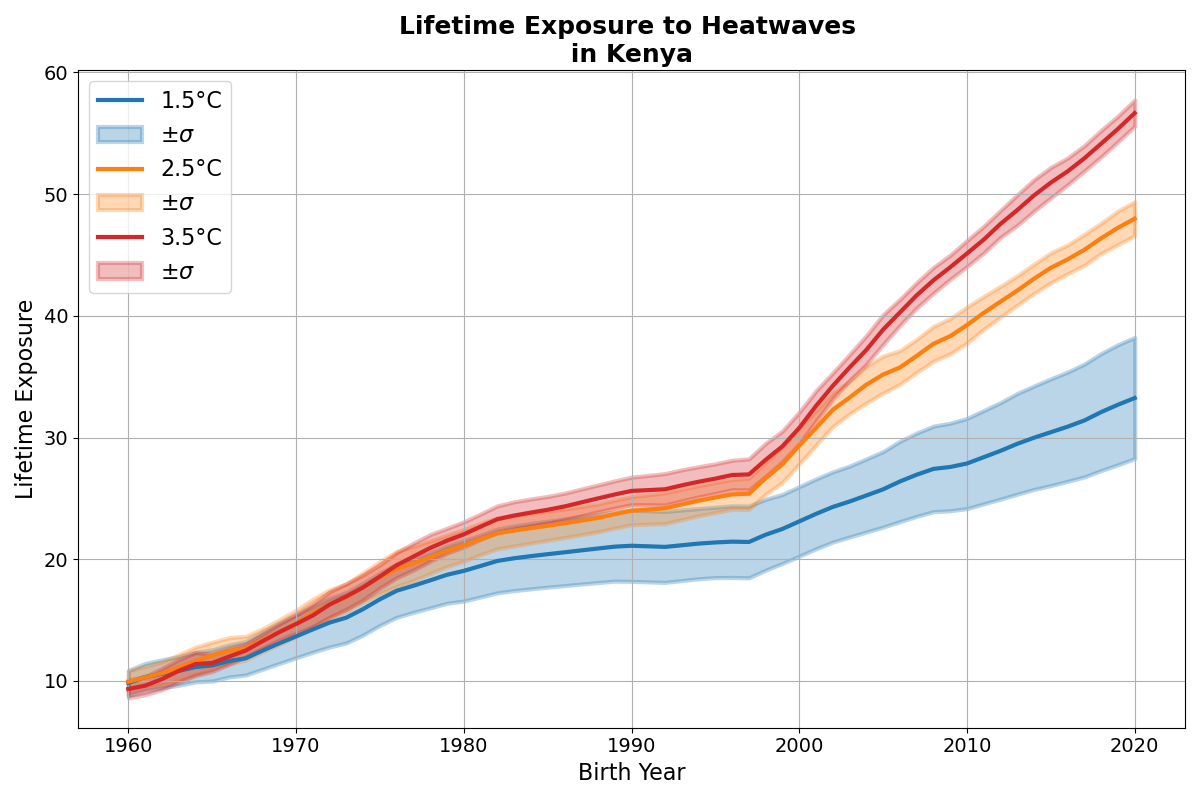 Lifetime Exposure to Heatwaves
in Kenya
Lifetime Exposure
60
50
40
30
20
10
1.5°C
±σ
2.5°C
±σ
3.5°C
±σ
1960 1970 1980 1990 2000 2010 2020
Birth Year